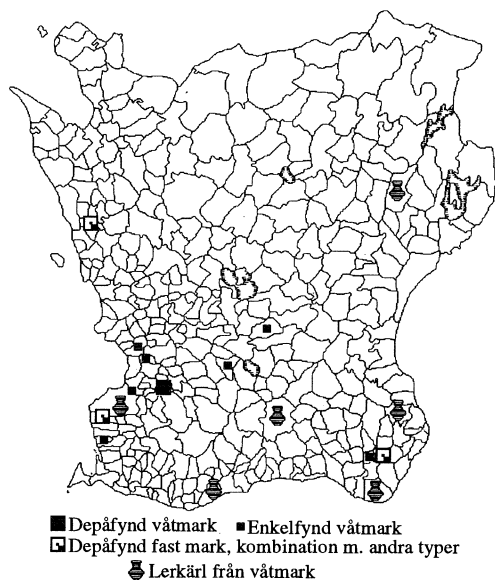 Depåfynd våtmark Enkelfynd våtmark
Depåfynd fast mark, kombination m. andra typer
Lerkärl från våtmark